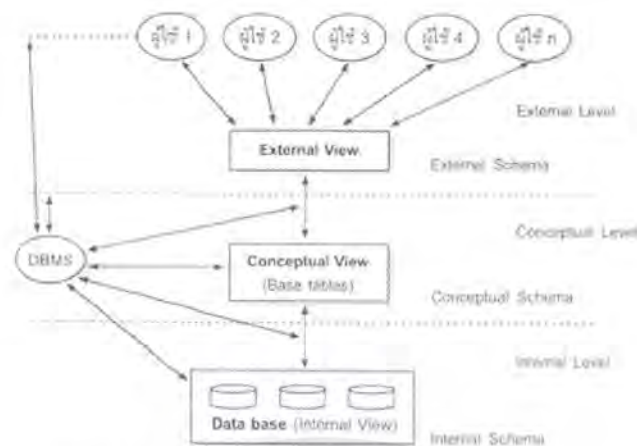 ผู้ใช้ 1
ผู้ใช้ 2
ผู้ใช้ 3
ผู้ใช้ 4
ผู้ใช้ n
External Level
External View
External Schema
Conceptual Level
DBMS
Conceptual View
(Base tables)
Conceptual Schema
Internal Level
Data base (Internal View)
Internal Schema